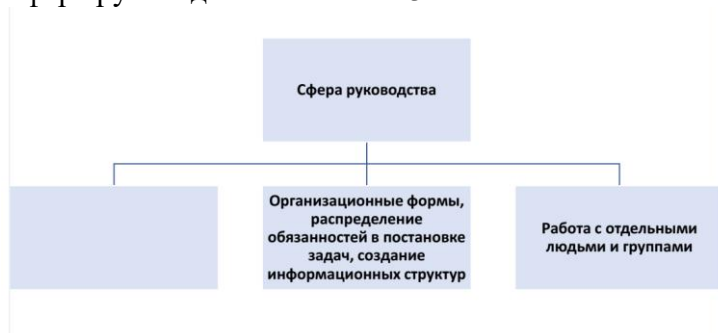 Сфера руководства
Организационные формы,
распределение
обязанностей в постановке
задач, создание
информационных структур
Работа с отдельными
людьми и группами